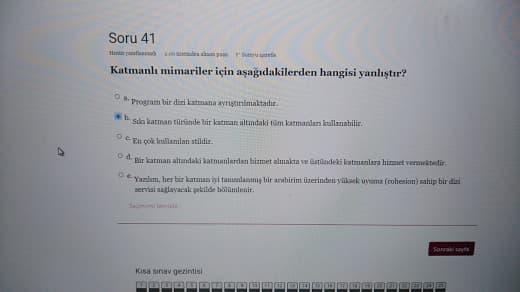 Soru 41
Henüz yanıtlanmadı 2,00 üzerinden alınan puan Soruyu işaretle
Katmanlı mimariler için aşağıdakilerden hangisi yanlıştır?
a. Program bir dizi katmana ayrıştırılmaktadır.
b. Sıkı katman türünde bir katman altındaki tüm katmanları kullanabilir.
c. En çok kullanılan stildir.
d. Bir katman altındaki katmanlardan hizmet almakta ve üstündeki katmanlara hizmet vermektedir.
e. Yazılım, her bir katman iyi tanımlanmış bir arabirim üzerinden yüksek uyuma (cohesion) sahip bir dizi
servisi sağlayacak şekilde bölümlenir.
Seçimimi temizle
Sonraki sayfa
Kısa sınav gezintisi